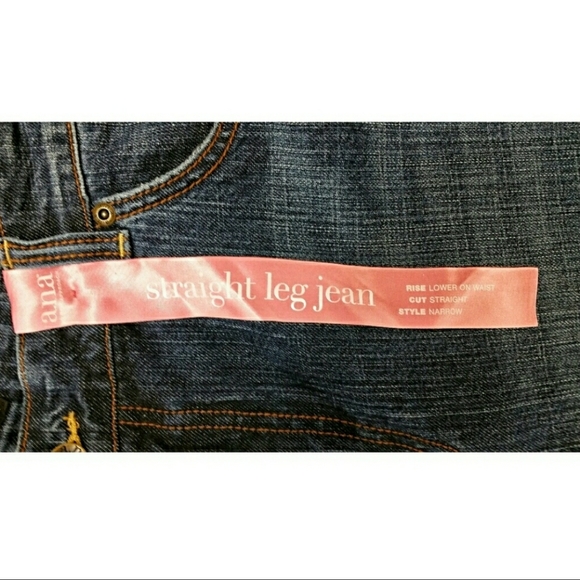 ana
straight leg jean
RISE LOWER ON WAIST
CUT STRAIGHT
STYLE NARROW